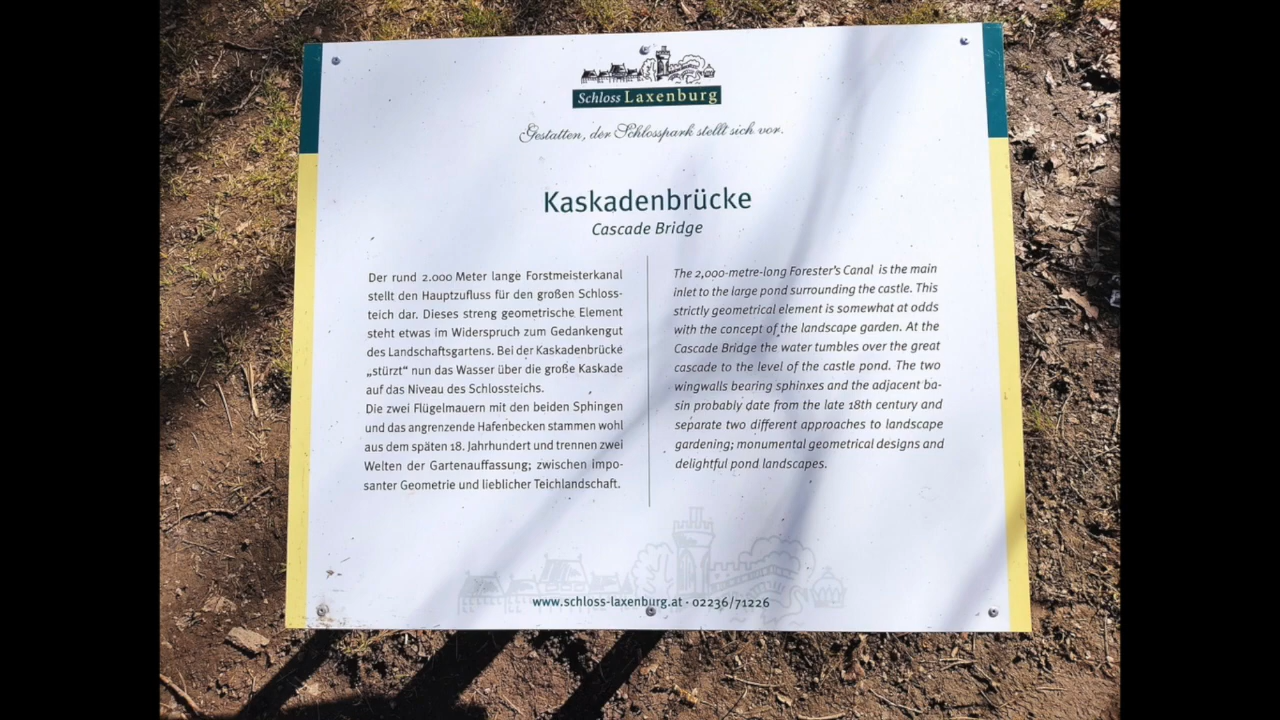 Schloss Laxenburg
Gestatten, der Schlosspark stellt sich vor.
Kaskadenbrücke
Cascade Bridge
Der rund 2.000 Meter lange Forstmeisterkanal
stellt den Hauptzufluss für den großen Schloss-
teich dar. Dieses streng geometrische Element
steht etwas im Widerspruch zum Gedankengut
des Landschaftsgartens. Bei der Kaskadenbrücke
„stürzt“ nun das Wasser über die große Kaskade
auf das Niveau des Schlossteichs.
Die zwei Flügelmauern mit den beiden Sphingen
und das angrenzende Hafenbecken stammen wohl
aus dem späten 18. Jahrhundert und trennen zwei
Welten der Gartenauffassung; zwischen impo-
santer Geometrie und lieblicher Teichlandschaft.
The 2,000-metre-long Forester's Canal is the main
inlet to the large pond surrounding the castle. This
strictly geometrical element is somewhat at odds
with the concept of the landscape garden. At the
Cascade Bridge the water tumbles over the great
cascade to the level of the castle pond. The two
wingwalls bearing sphinxes and the adjacent ba-
sin probably date from the late 18th century and
separate two different approaches to landscape
gardening; monumental geometrical designs and
delightful pond landscapes.
www.schloss-laxenburg.at · 02236/71226